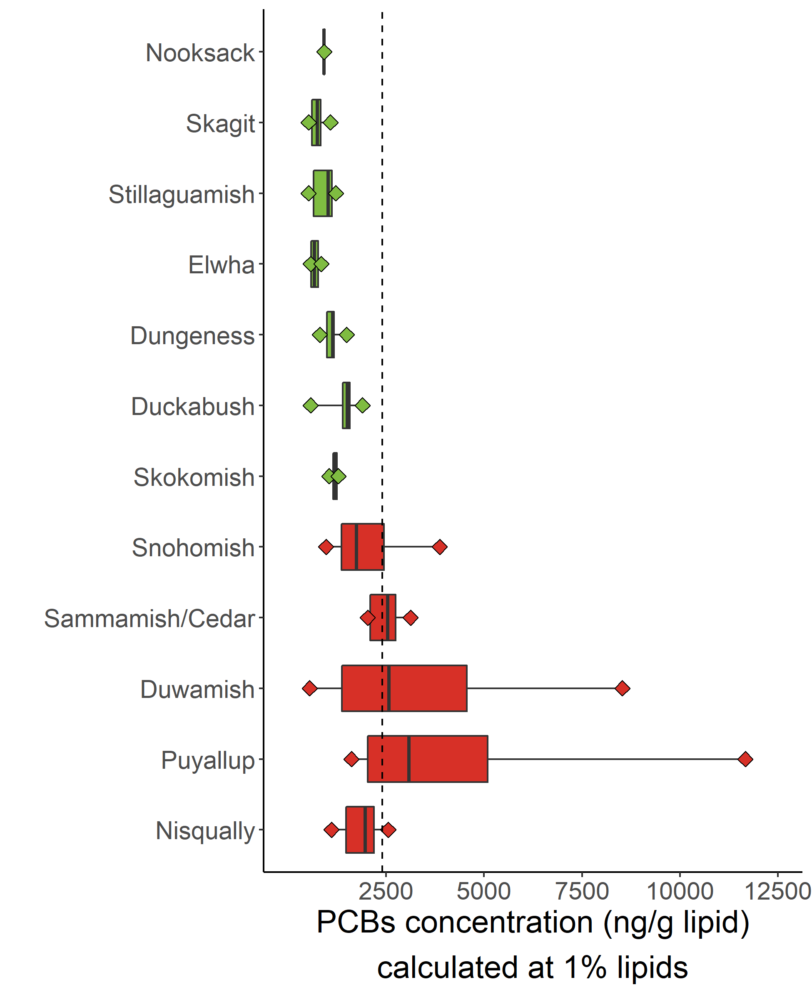 Nooksack
Skagit
Stillaguamish
Elwha
Dungeness
Duckabush
Skokomish
Snohomish
Sammamish/Cedar
Duwamish
Puyallup
Nisqually
2500 5000 7500 10000 12500
PCBs concentration (ng/g lipid)
calculated at 1% lipids